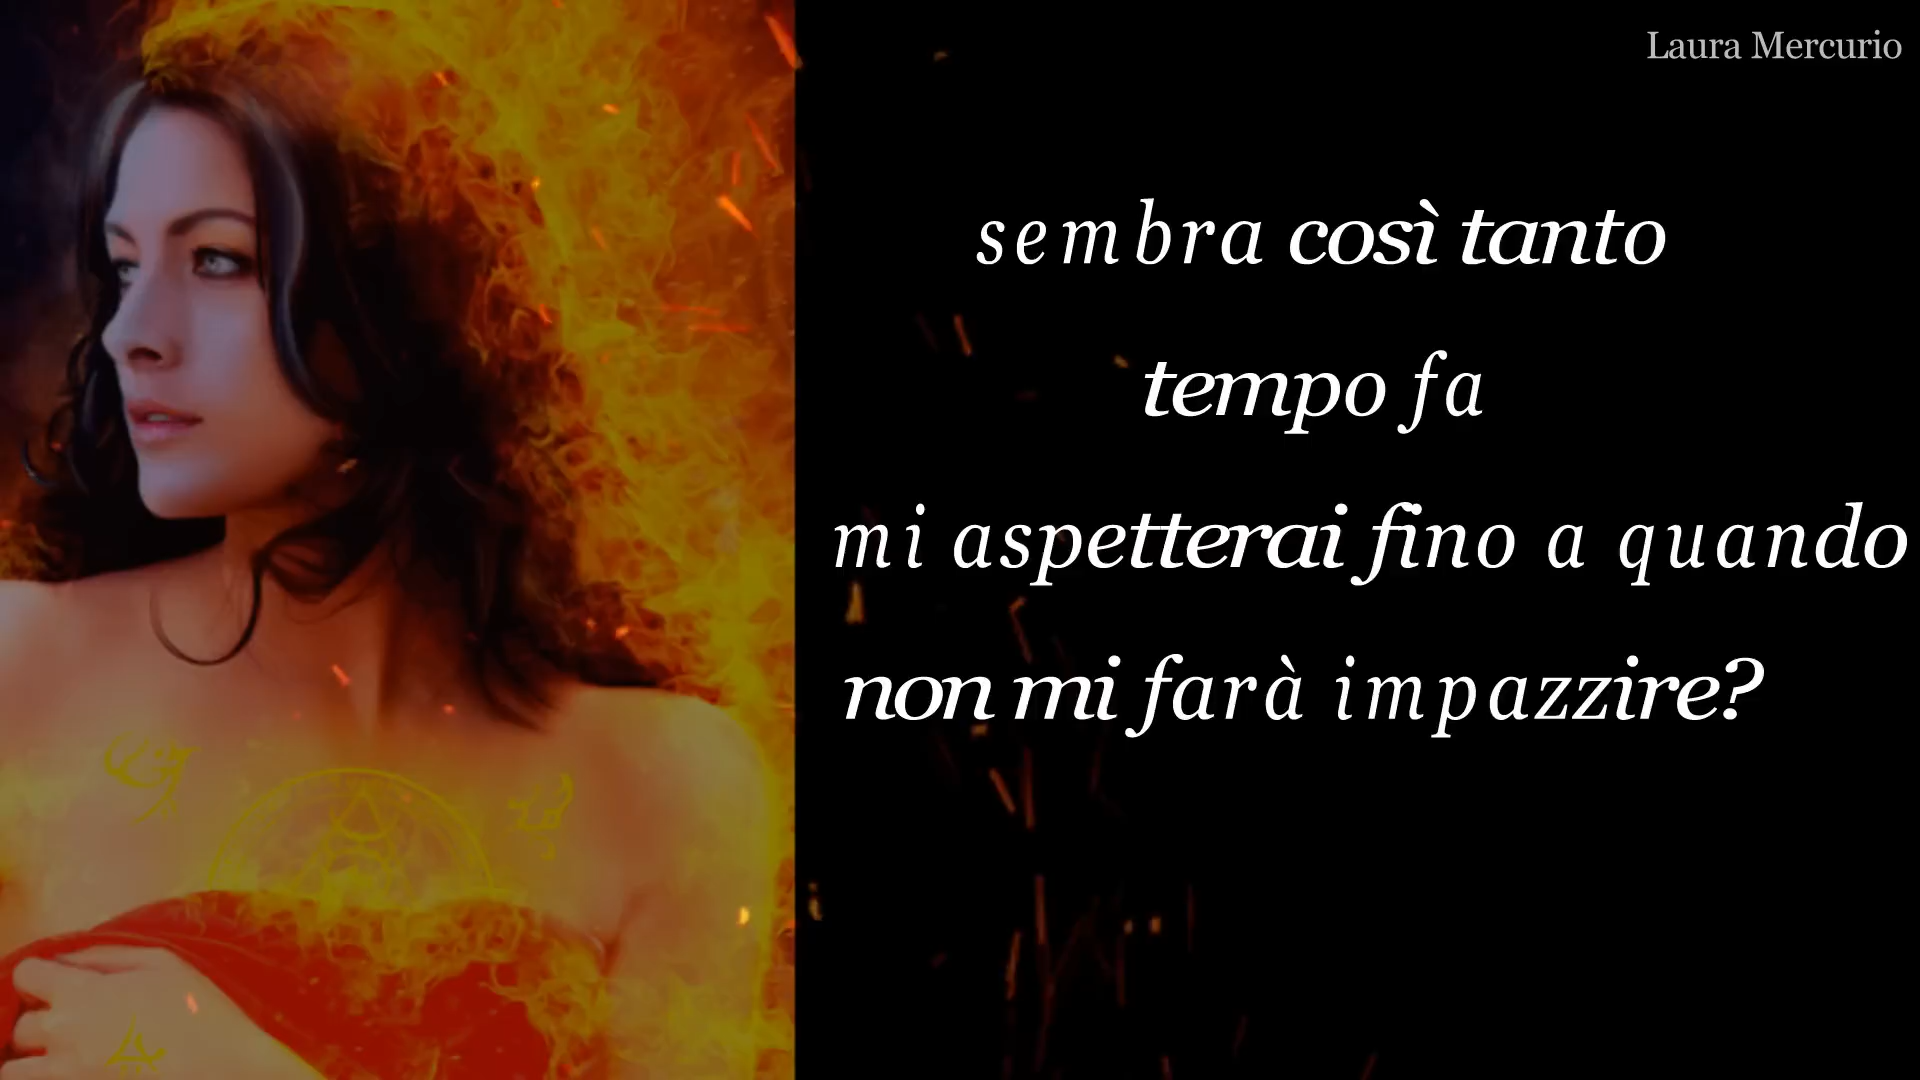 Laura Mercurio
sembra così tanto
tempo fa
mi aspetterai fino a quando
non mi farà impazzire?